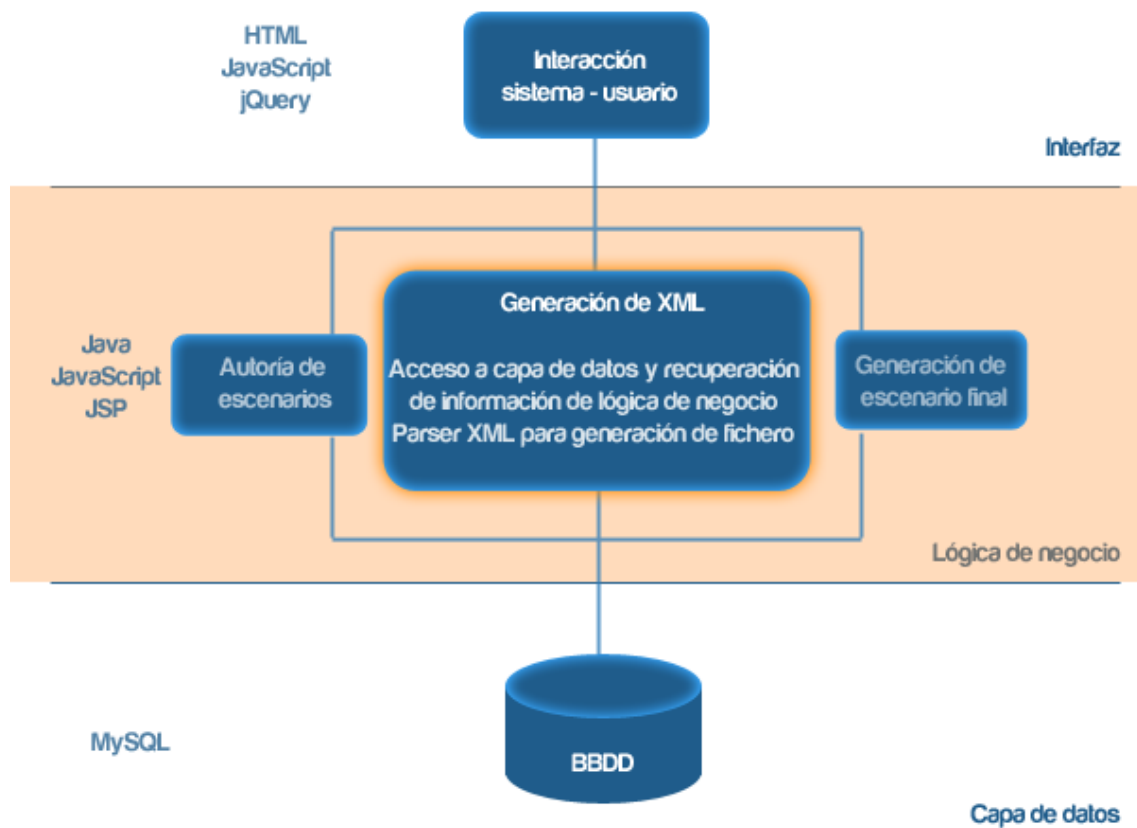 HTML
JavaScript
jQuery
Interacción
sistema - usuario
Interfaz
Java
JavaScript
JSP
Autoría de
escenarios
Generación de XML
Acceso a capa de datos y recuperación
de información de lógica de negocio
Parser XML para generación de fichero
Generación de
escenario final
Lógica de negocio
MySQL
BBDD
Capa de datos